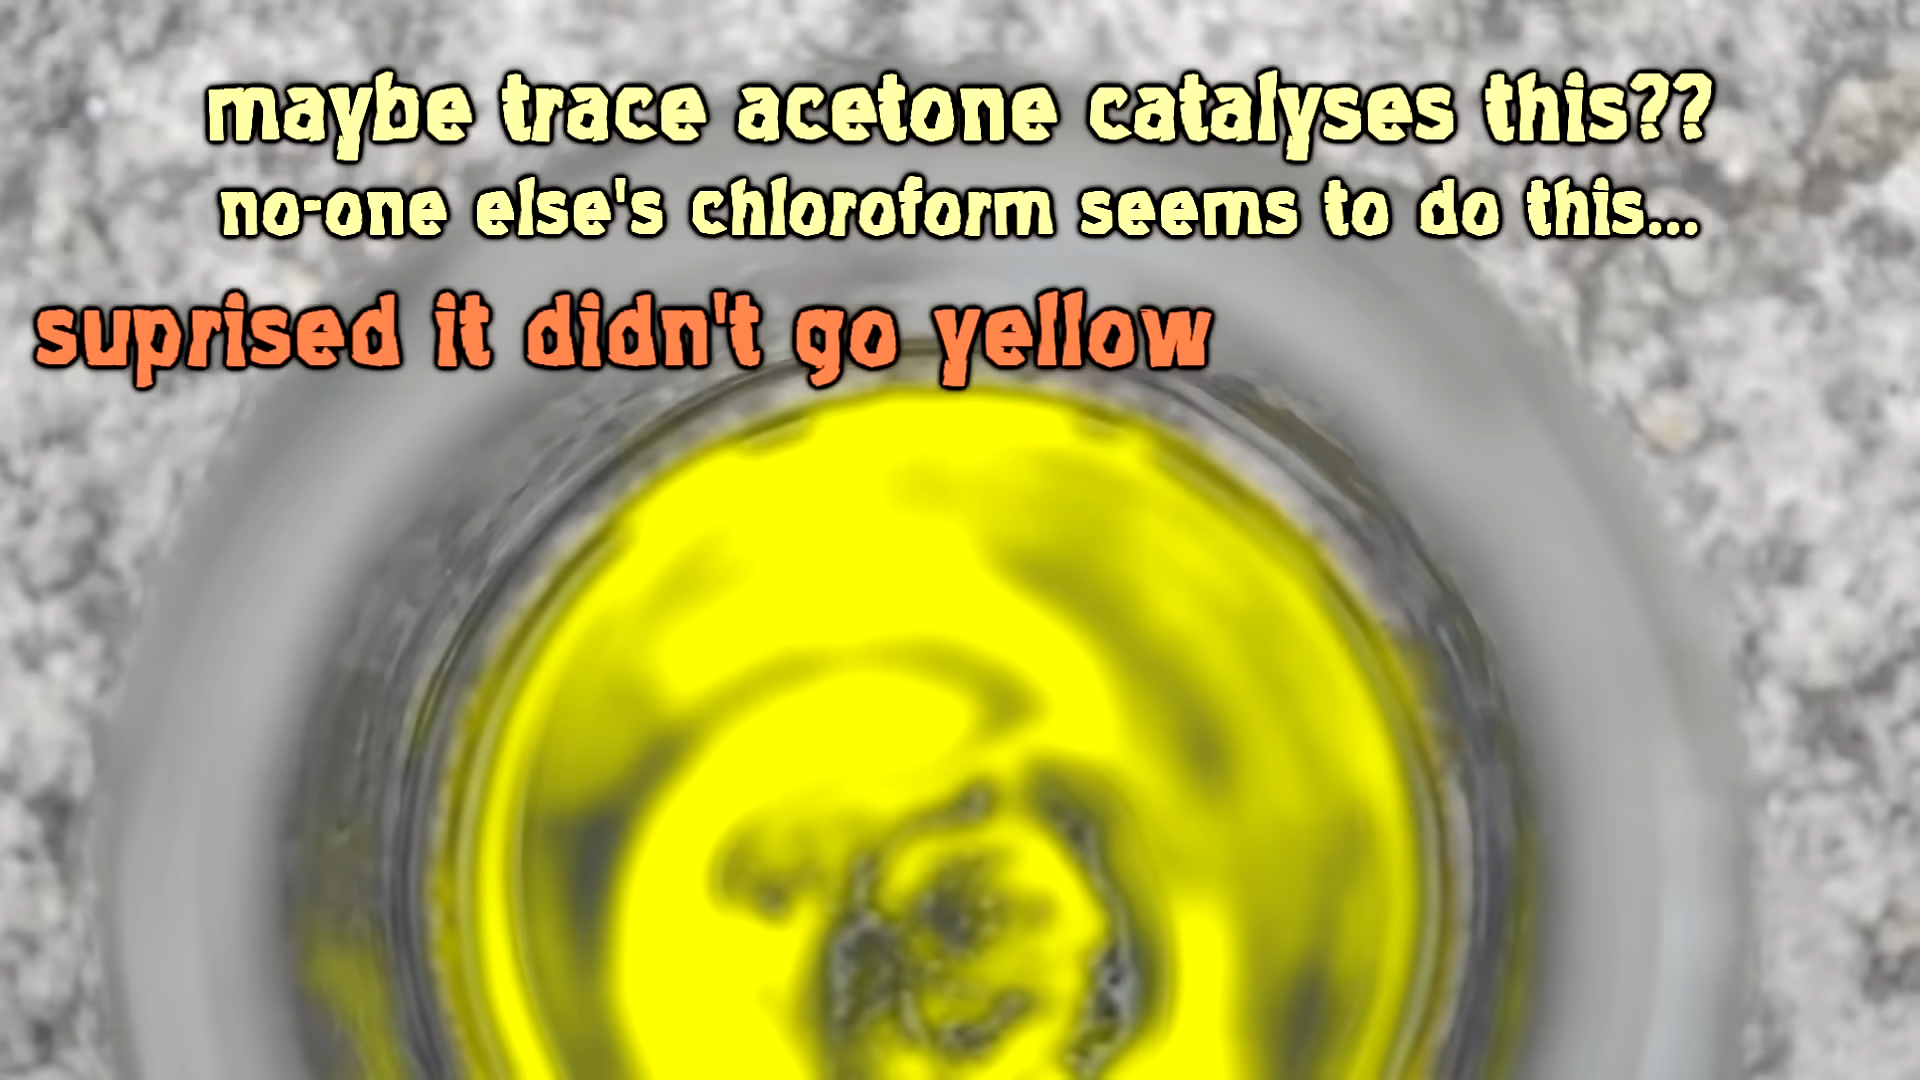 maybe trace acetone catalyses this??
no-one else's chloroform seems to do this...
suprised it didn't go yellow